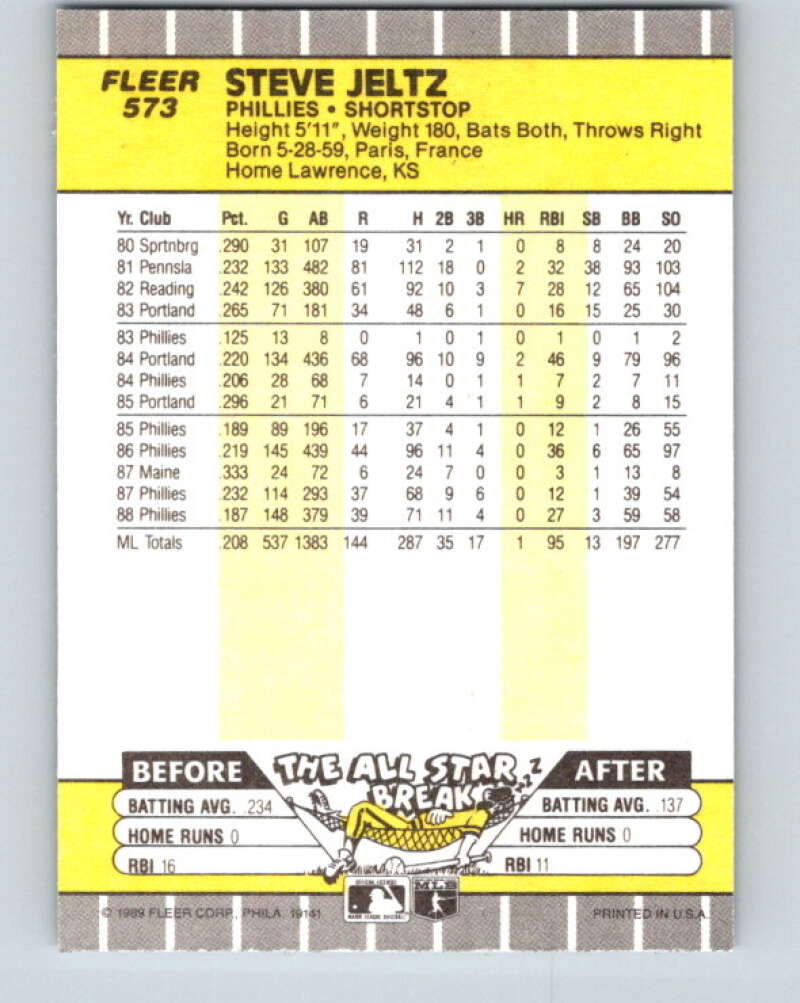 FLEER
573
STEVE JELTZ
PHILLIES • SHORTSTOP
Height 5'11", Weight 180, Bats Both, Throws Right
Born 5-28-59, Paris, France
Home Lawrence, KS
Yr. Club Pct. G AB R H 2B 3B HR RBI SB BB SO
80 Sprtnbrg .290 31 107 19 31 2 1 0 8 8 24 20
81 Pennsla .232 133 482 81 112 18 0 2 32 38 93 103
82 Reading .242 126 380 61 92 10 3 7 28 12 65 104
83 Portland .265 71 181 34 48 6 1 0 16 15 25 30
83 Phillies .125 13 8 0 1 0 1 0 1 0 1 2
84 Portland .220 134 436 68 96 10 9 2 46 9 79 96
84 Phillies .206 28 68 7 14 0 1 1 7 2 7 11
85 Portland .296 21 71 6 21 4 1 1 9 2 8 15
85 Phillies .189 89 196 17 37 4 1 0 12 1 26 55
86 Phillies .219 145 439 44 96 11 4 0 36 6 65 97
87 Maine .333 24 72 6 24 7 0 0 3 1 13 8
87 Phillies .232 114 293 37 68 9 6 0 12 1 39 54
88 Phillies .187 148 379 39 71 11 4 0 27 3 59 58
ML Totals .208 537 1383 144 287 35 17 1 95 13 197 277
BEFORE THE ALL STAR BREAK ZZZ AFTER
BATTING AVG. .234 BATTING AVG. .137
HOME RUNS 0 HOME RUNS 0
RBI 16 RBI 11
OFFICIAL LICENSEE
MAJOR LEAGUE BASEBALL
MLB
© 1989 FLEER CORP., PHILA. 19141 PRINTED IN U.S.A.